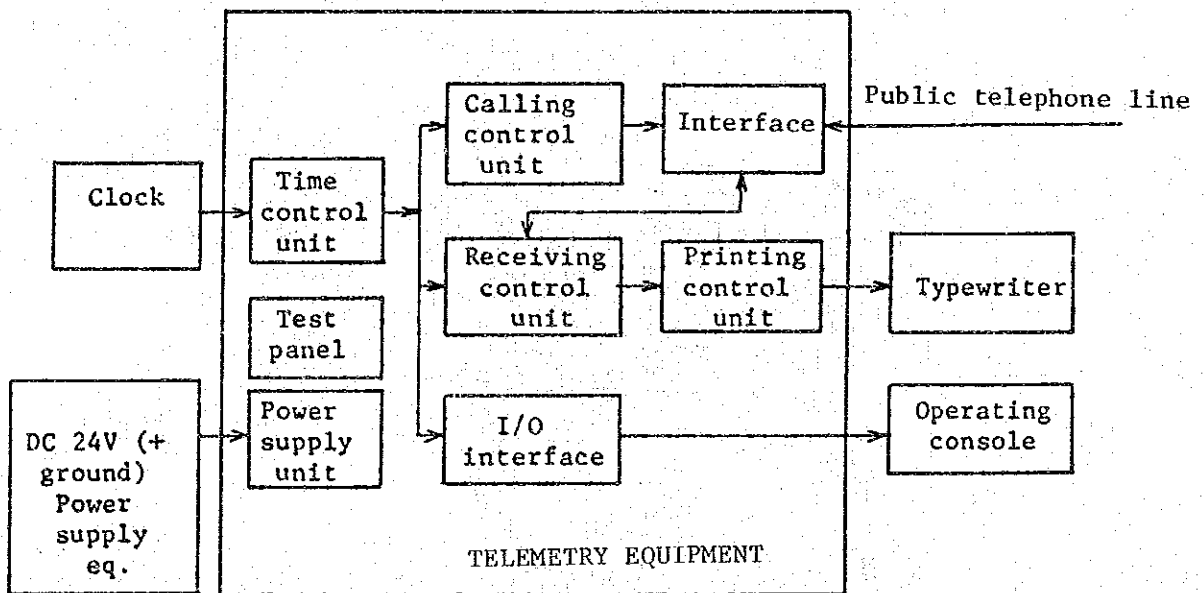 Calling
control
unit
Interface
Public telephone line
Clock
Time
control
unit
Receiving
control
unit
Printing
control
unit
Typewriter
Test
panel
DC 24V (+
ground)
Power
supply
eq.
Power
supply
unit
I/O
interface
Operating
console
TELEMETRY EQUIPMENT